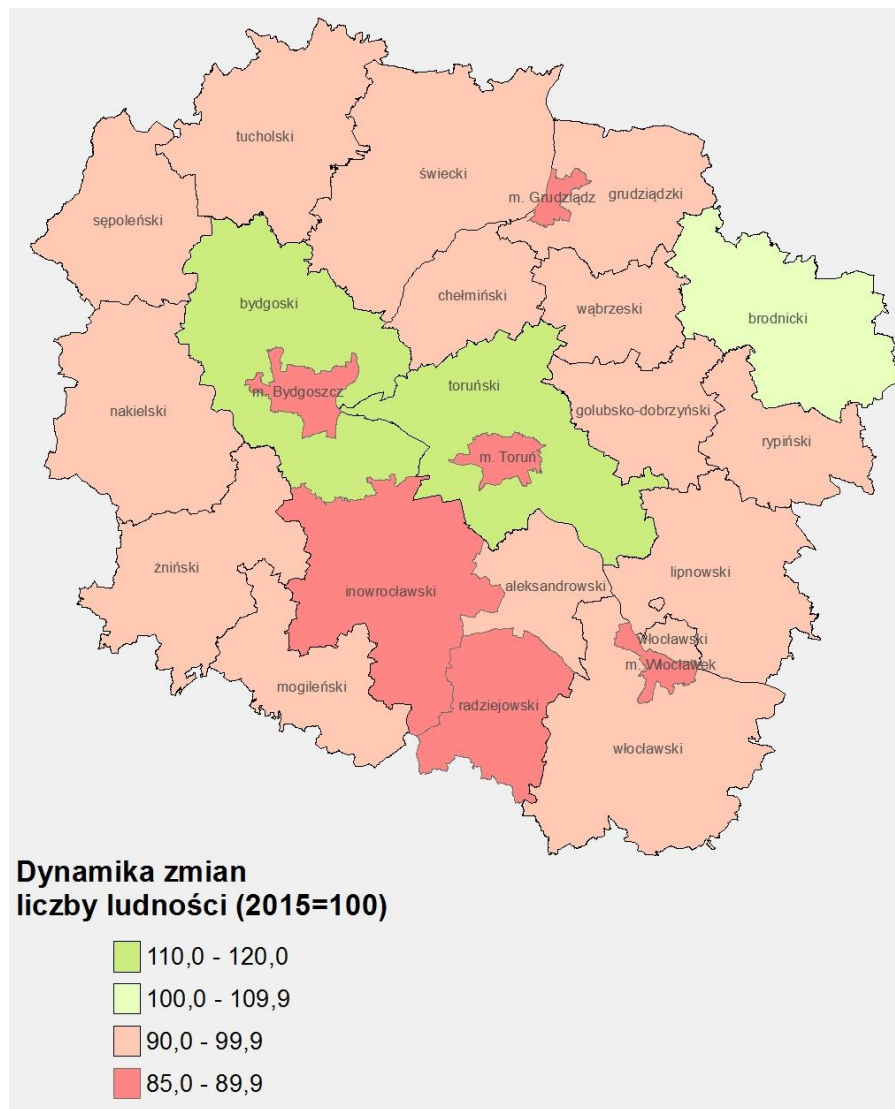 tucholski
świecki
m. Grudziądz
grudziądzki
sępoleński
bydgoski
chełmiński
wąbrzeski
brodnicki
m. Bydgoszcz
toruński
nakielski
golubsko-dobrzyński
rypiński
m. Toruń
żniński
inowrocławski
aleksandrowski
lipnowski
Włocławski
m. Włocławek
mogileński
radziejowski
włocławski
Dynamika zmian
liczby ludności (2015=100)
110,0 - 120,0
100,0 - 109,9
90,0 - 99,9
85,0 - 89,9